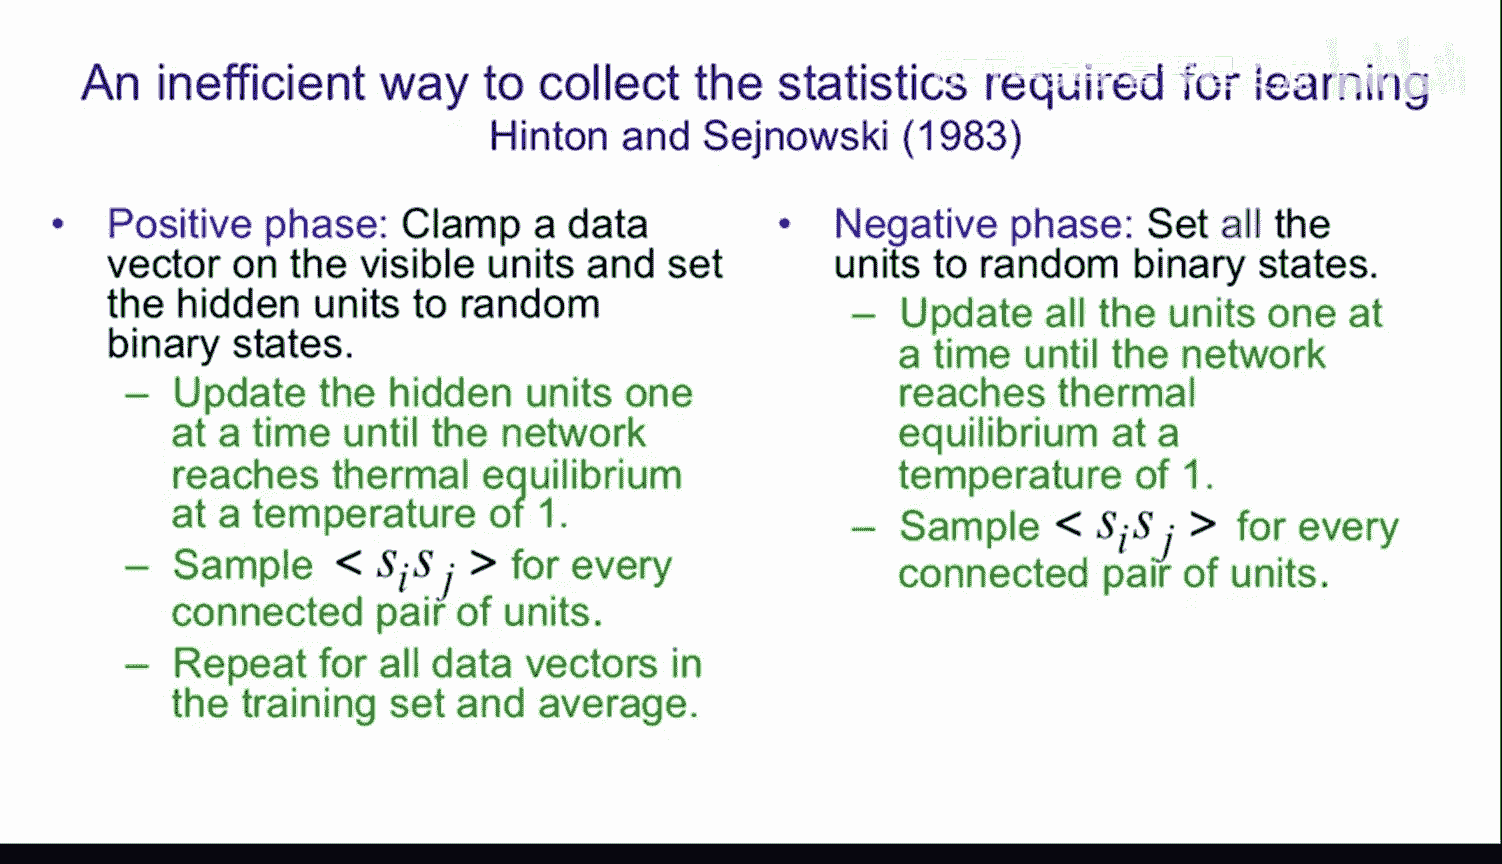 An inefficient way to collect the statistics required for learning
Hinton and Sejnowski (1983)
• Positive phase: Clamp a data
vector on the visible units and set
the hidden units to random
binary states.
– Update the hidden units one
at a time until the network
reaches thermal equilibrium
at a temperature of 1.
– Sample < s_i s_j > for every
connected pair of units.
– Repeat for all data vectors in
the training set and average.
• Negative phase: Set all the
units to random binary states.
– Update all the units one at
a time until the network
reaches thermal
equilibrium at a
temperature of 1.
– Sample < s_i s_j > for every
connected pair of units.